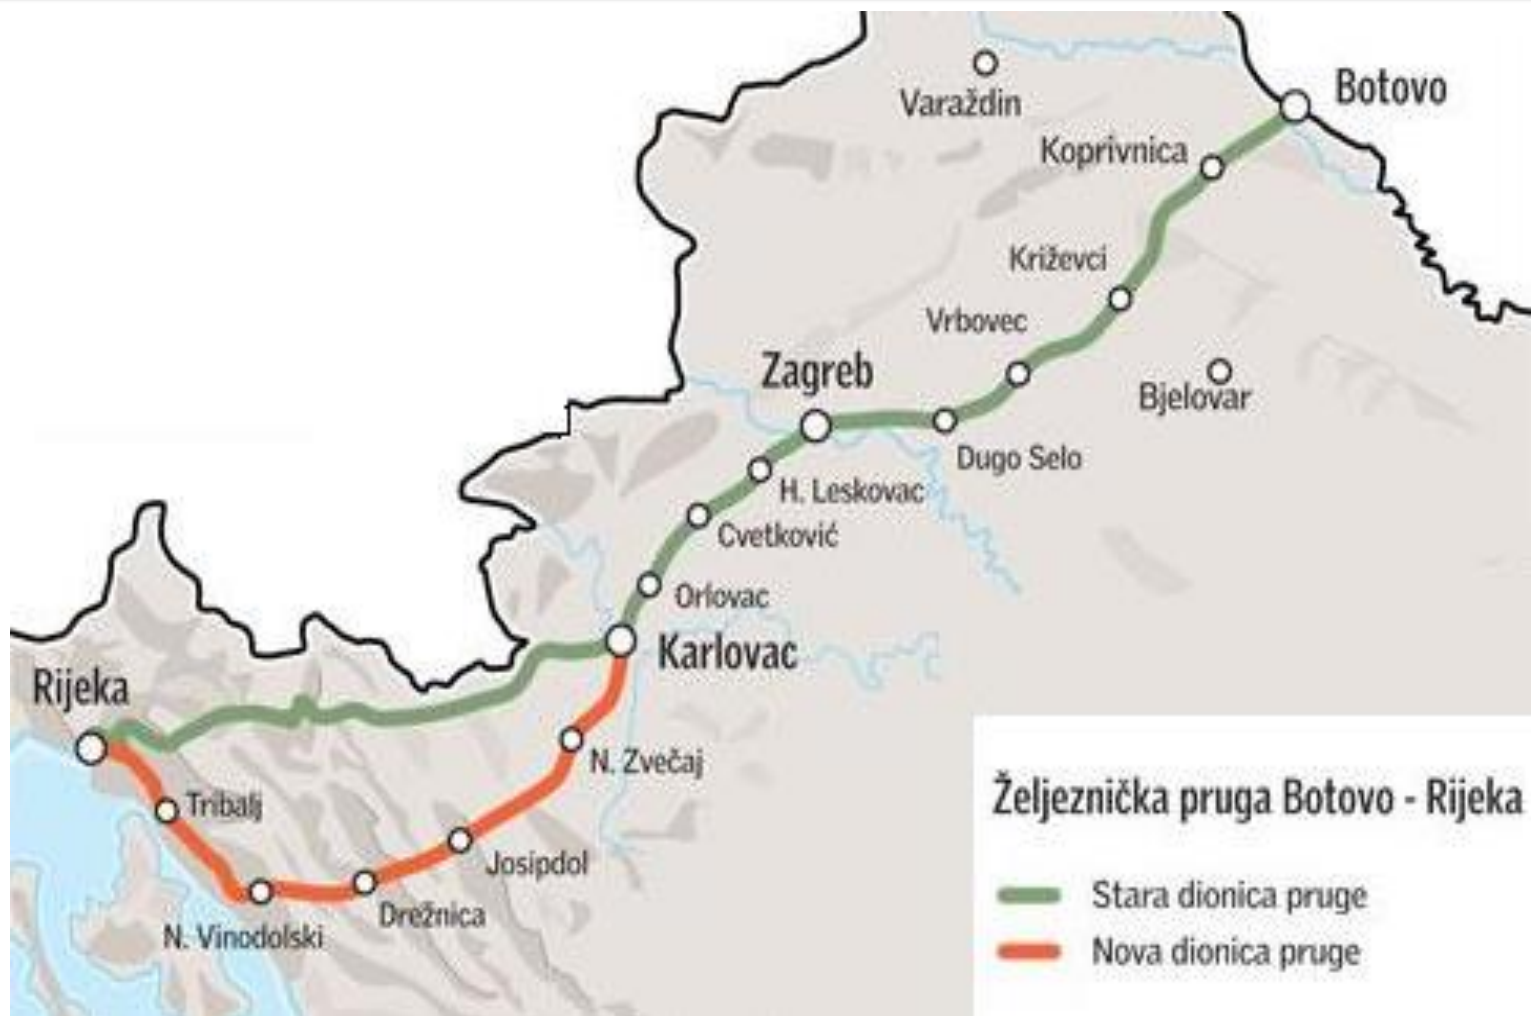 Botovo
Varaždin
Koprivnica
Križevci
Vrbovec
Zagreb
Bjelovar
Dugo Selo
H. Leskovac
Cvetković
Orlovac
Karlovac
Rijeka
N. Zvečaj
Tribalj
Josipdol
Drežnica
N. Vinodolski
Željeznička pruga Botovo - Rijeka
Stara dionica pruge
Nova dionica pruge